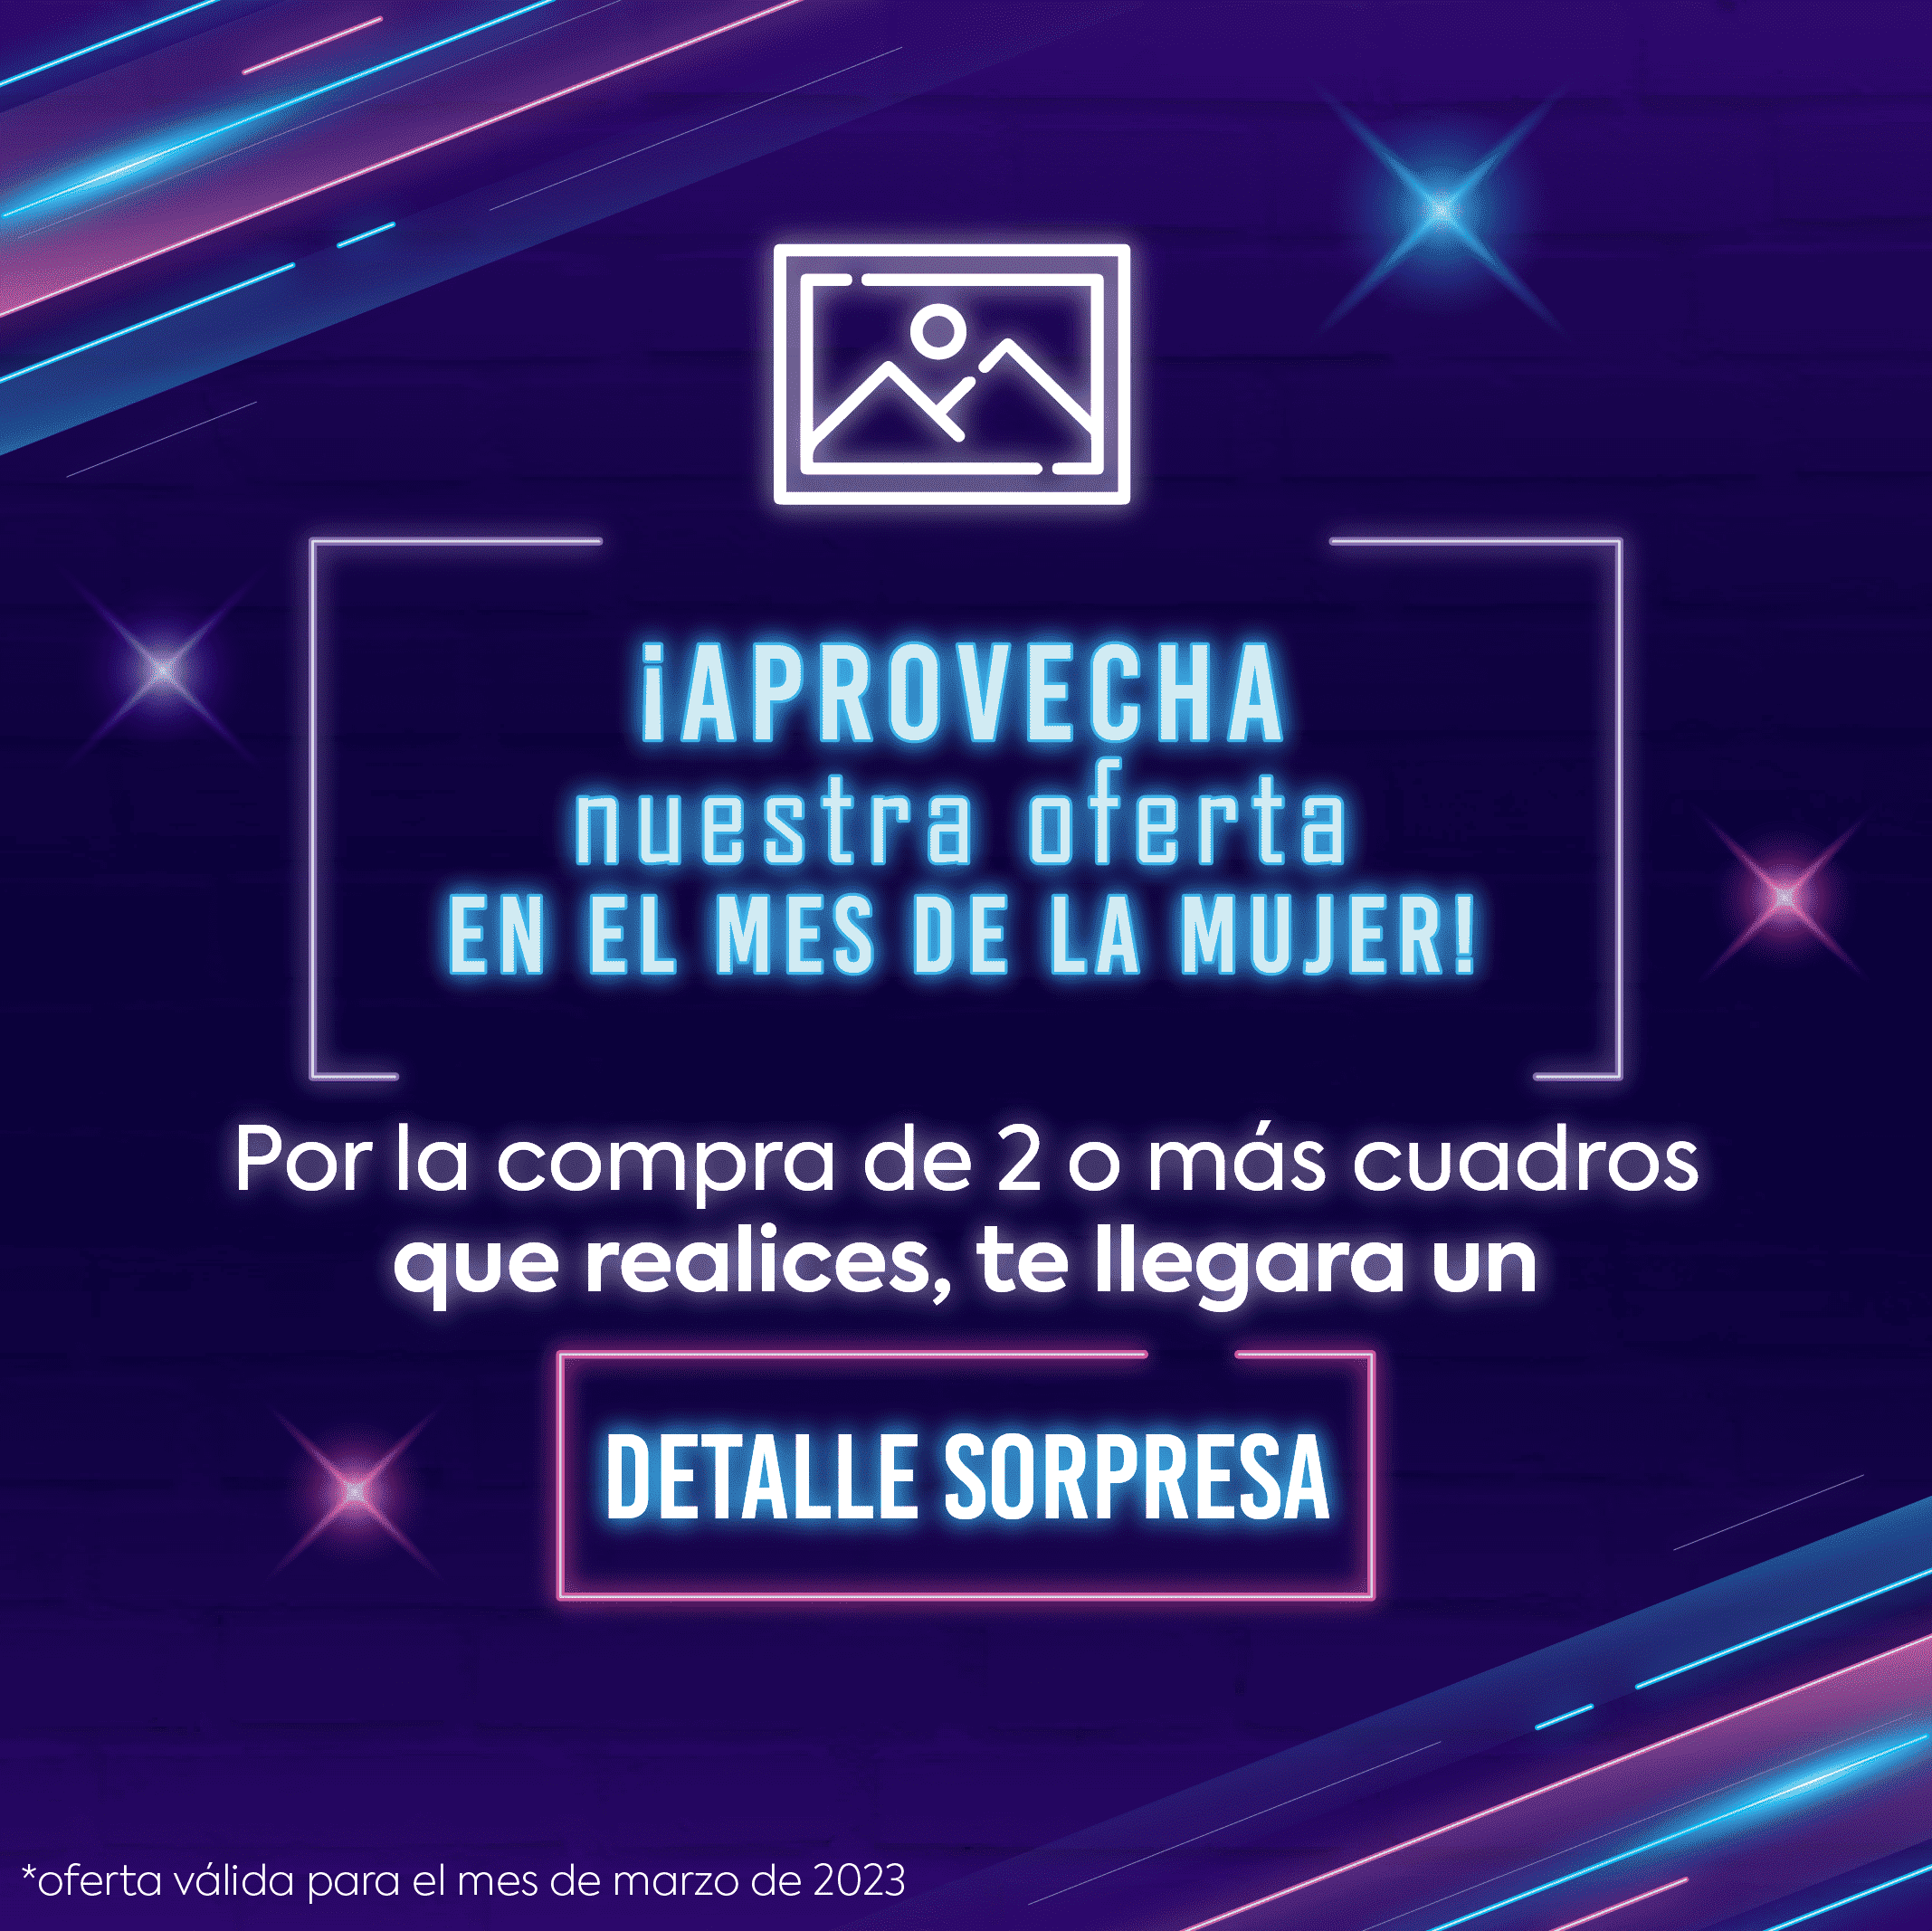 ¡APROVECHA
nuestra oferta
EN EL MES DE LA MUJER!
Por la compra de 2 o más cuadros
que realices, te llegara un
DETALLE SORPRESA
*oferta válida para el mes de marzo de 2023